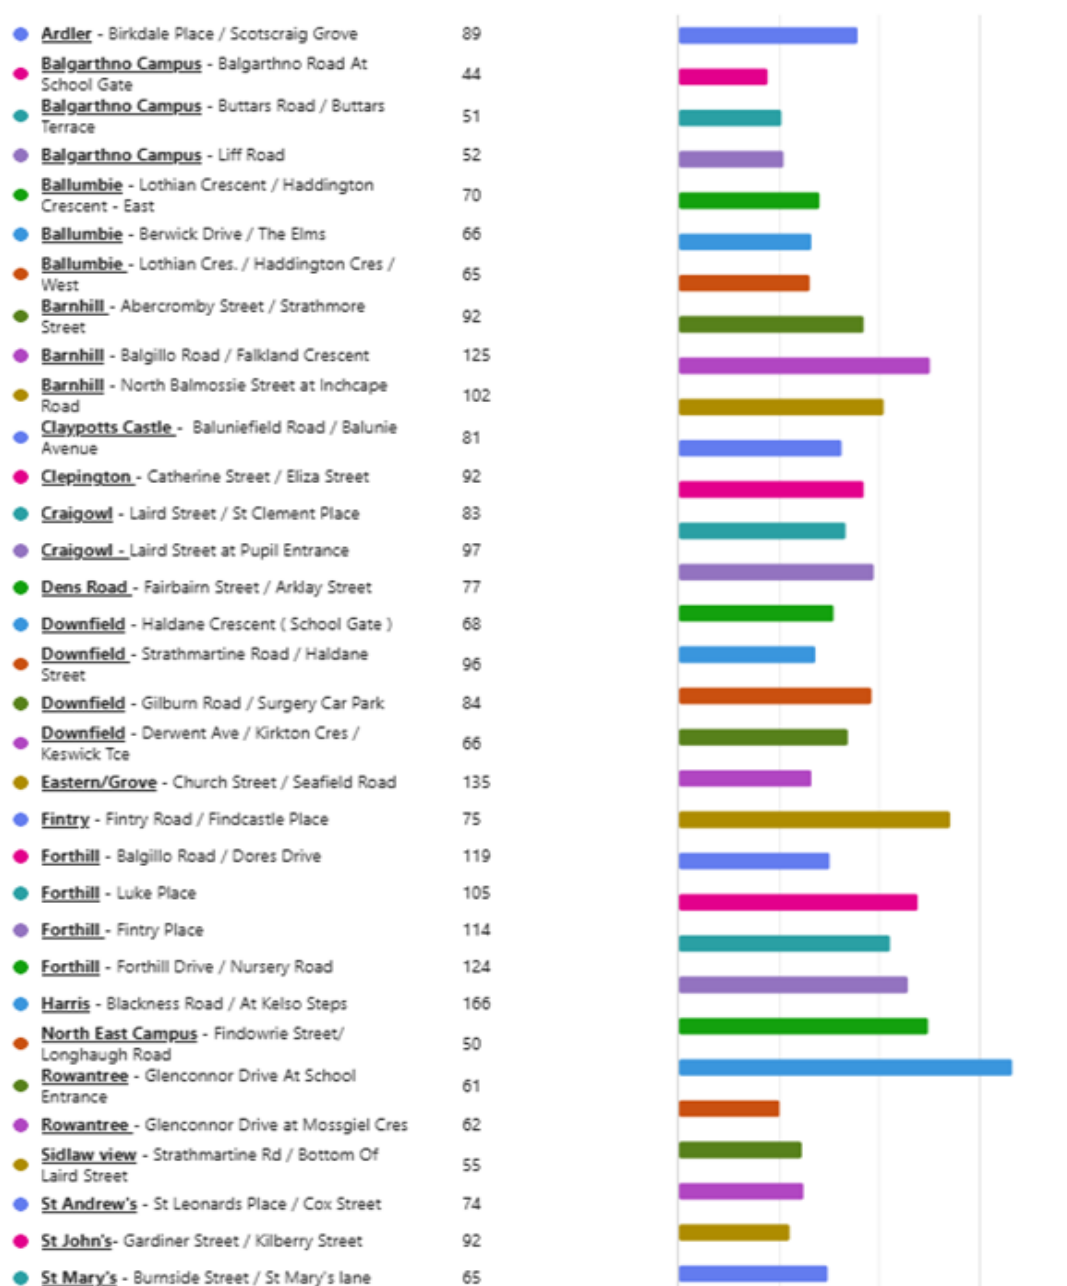 Ardler - Birkdale Place / Scotscraig Grove 89
Balgarthno Campus - Balgarthno Road At
School Gate 44
Balgarthno Campus - Buttars Road / Buttars
Terrace 51
Balgarthno Campus - Liff Road 52
Ballumbie - Lothian Crescent / Haddington
Crescent - East 70
Ballumbie - Berwick Drive / The Elms 66
Ballumbie - Lothian Cres. / Haddington Cres /
West 65
Barnhill - Abercromby Street / Strathmore
Street 92
Barnhill - Balgillo Road / Falkland Crescent 125
Barnhill - North Balmossie Street at Inchcape
Road 102
Claypotts Castle - Baluniefield Road / Balunie
Avenue 81
Clepington - Catherine Street / Eliza Street 92
Craigowl - Laird Street / St Clement Place 83
Craigowl - Laird Street at Pupil Entrance 97
Dens Road - Fairbairn Street / Arklay Street 77
Downfield - Haldane Crescent ( School Gate ) 68
Downfield - Strathmartine Road / Haldane
Street 96
Downfield - Gilburn Road / Surgery Car Park 84
Downfield - Derwent Ave / Kirkton Cres /
Keswick Tce 66
Eastern/Grove - Church Street / Seafield Road 135
Fintry - Fintry Road / Findcastle Place 75
Forthill - Balgillo Road / Dores Drive 119
Forthill - Luke Place 105
Forthill - Fintry Place 114
Forthill - Forthill Drive / Nursery Road 124
Harris - Blackness Road / At Kelso Steps 166
North East Campus - Findowrie Street/
Longhaugh Road 50
Rowantree - Glenconnor Drive At School
Entrance 61
Rowantree - Glenconnor Drive at Mossgiel Cres 62
Sidlaw view - Strathmartine Rd / Bottom Of
Laird Street 55
St Andrew's - St Leonards Place / Cox Street 74
St John's- Gardiner Street / Kilberry Street 92
St Mary's - Burnside Street / St Mary's lane 65